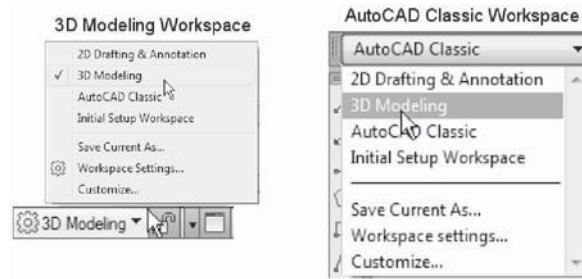 3D Modeling Workspace
2D Drafting & Annotation
3D Modeling
AutoCAD Classic
Initial Setup Workspace
Save Current As...
Workspace Settings...
Customize...
3D Modeling
AutoCAD Classic Workspace
AutoCAD Classic
2D Drafting & Annotation
3D Modeling
AutoCAD Classic
Initial Setup Workspace
Save Current As...
Workspace settings...
Customize...